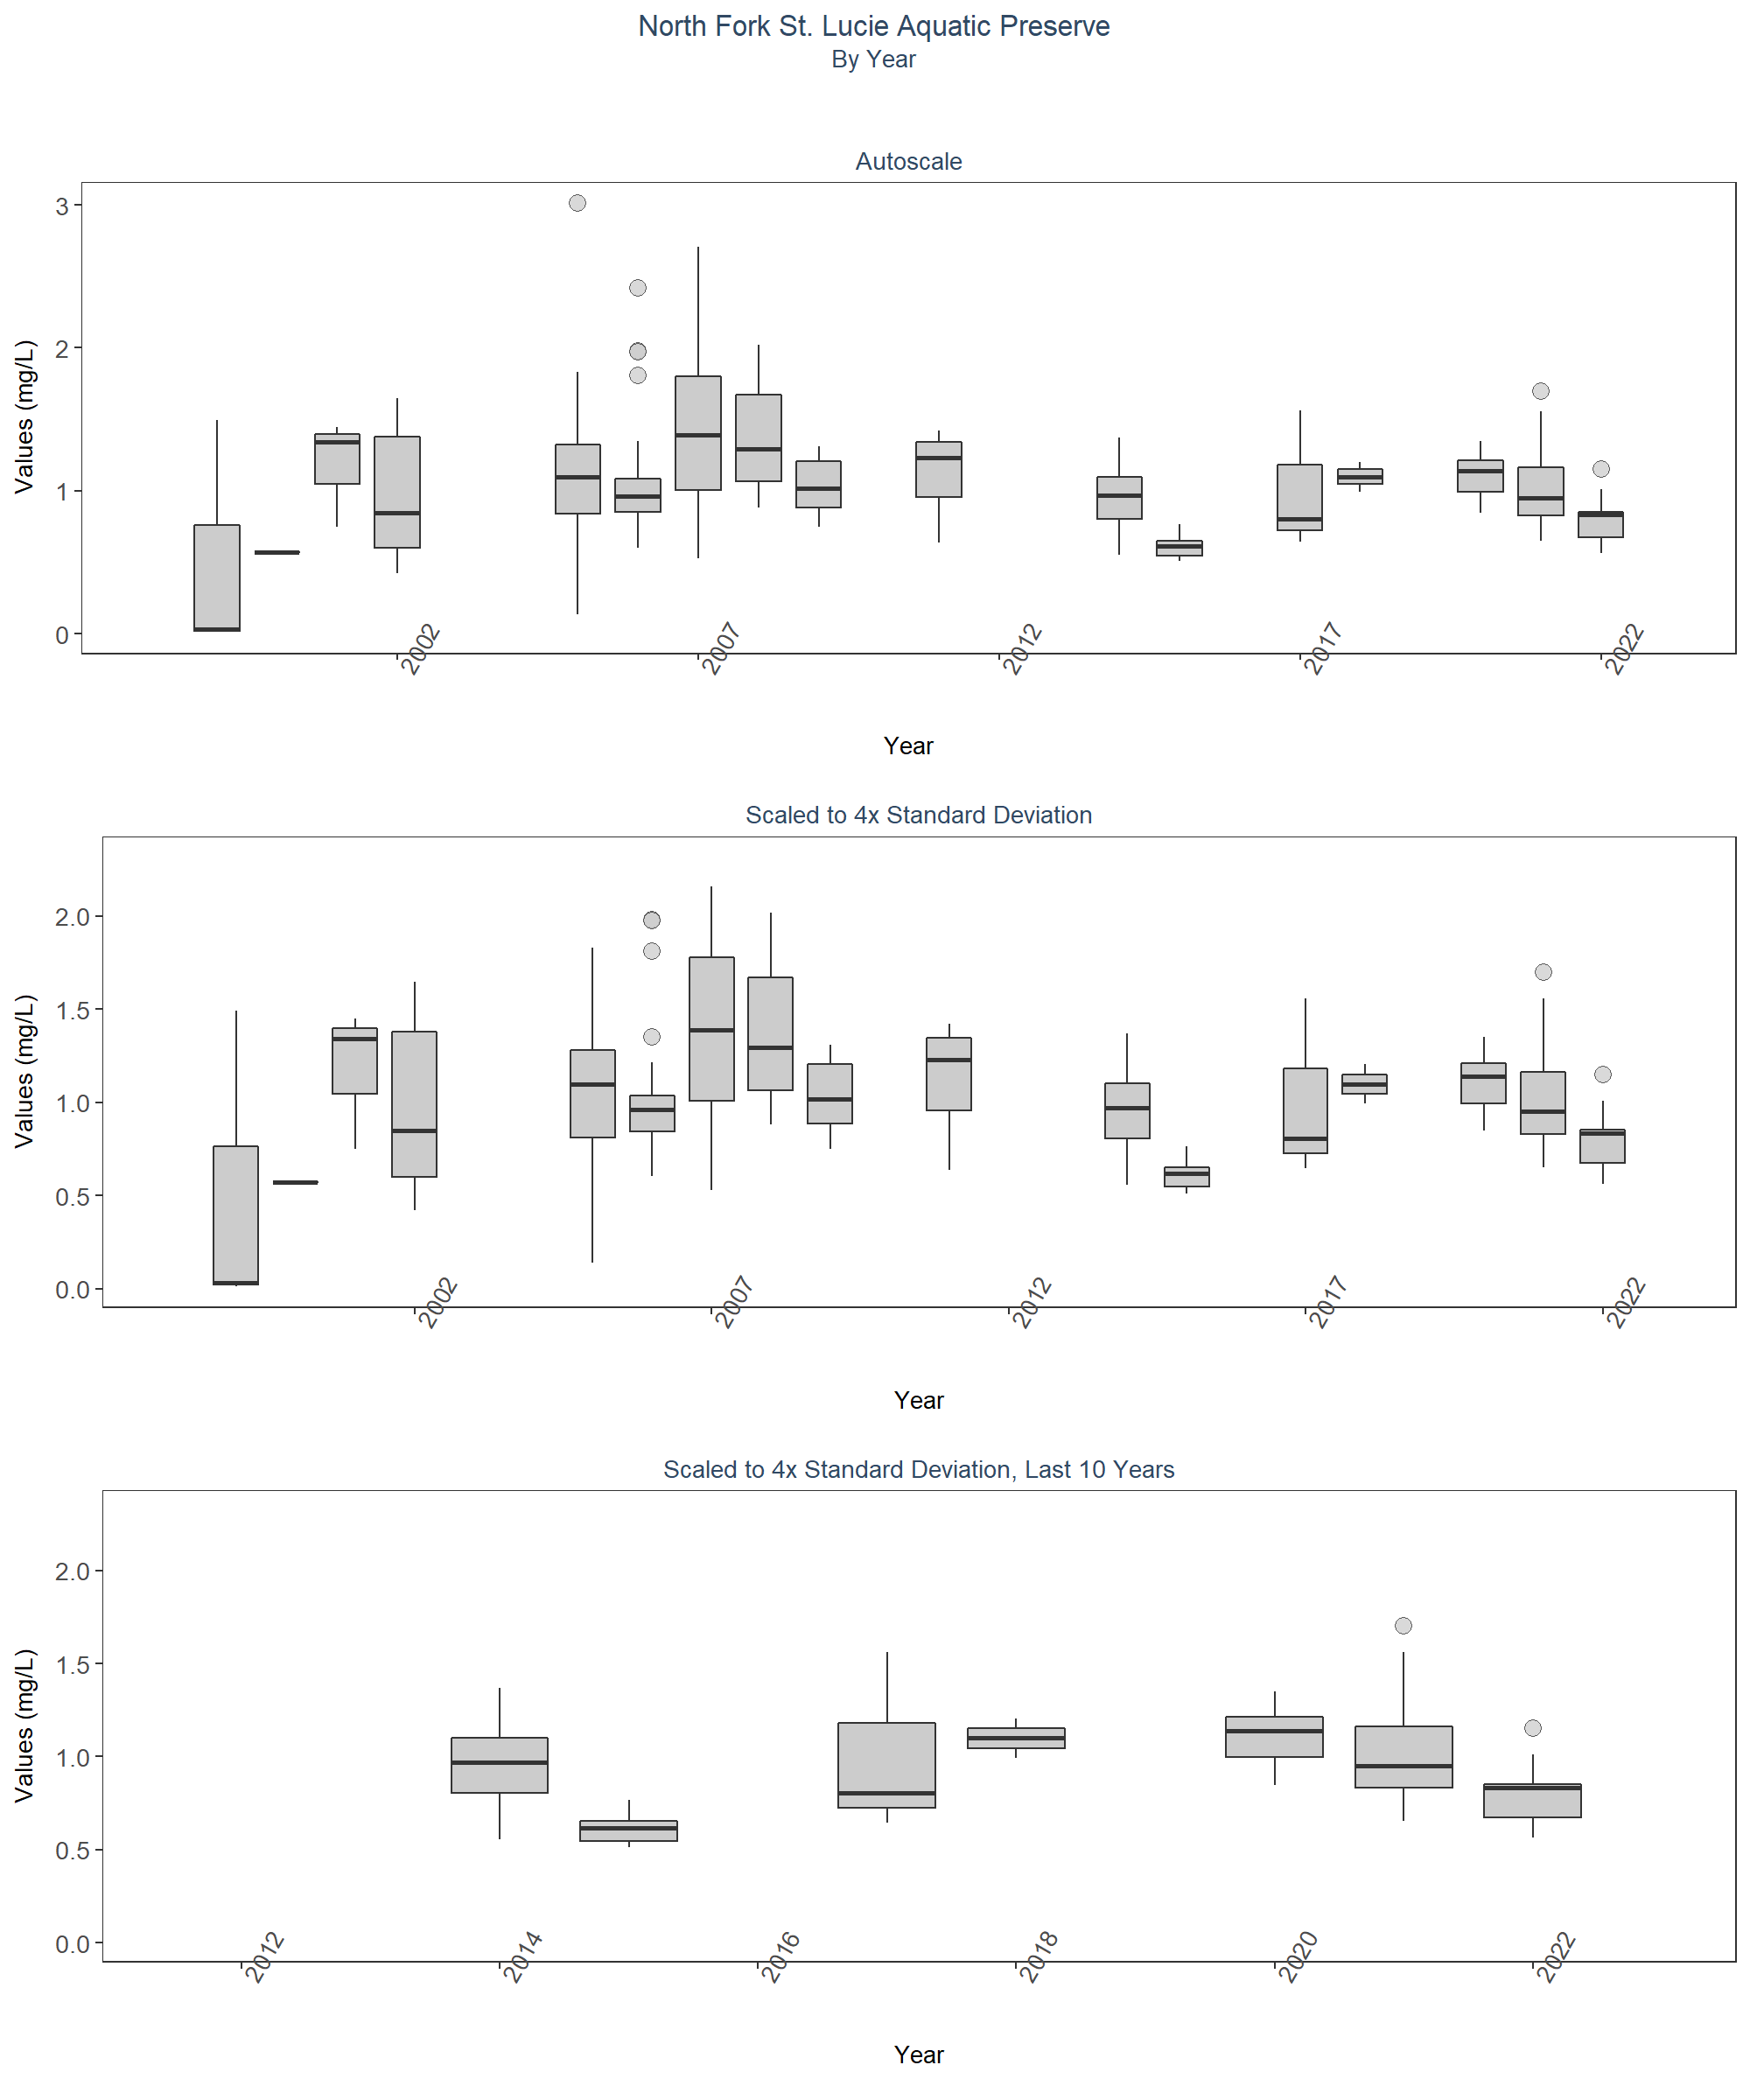 North Fork St. Lucie Aquatic Preserve
By Year
Autoscale
Values (mg/L)
3
2
1
0
2002 2007 2012 2017 2022
Year
Scaled to 4x Standard Deviation
Values (mg/L)
2.0
1.5
1.0
0.5
0.0
2002 2007 2012 2017 2022
Year
Scaled to 4x Standard Deviation, Last 10 Years
Values (mg/L)
2.0
1.5
1.0
0.5
0.0
2012 2014 2016 2018 2020 2022
Year